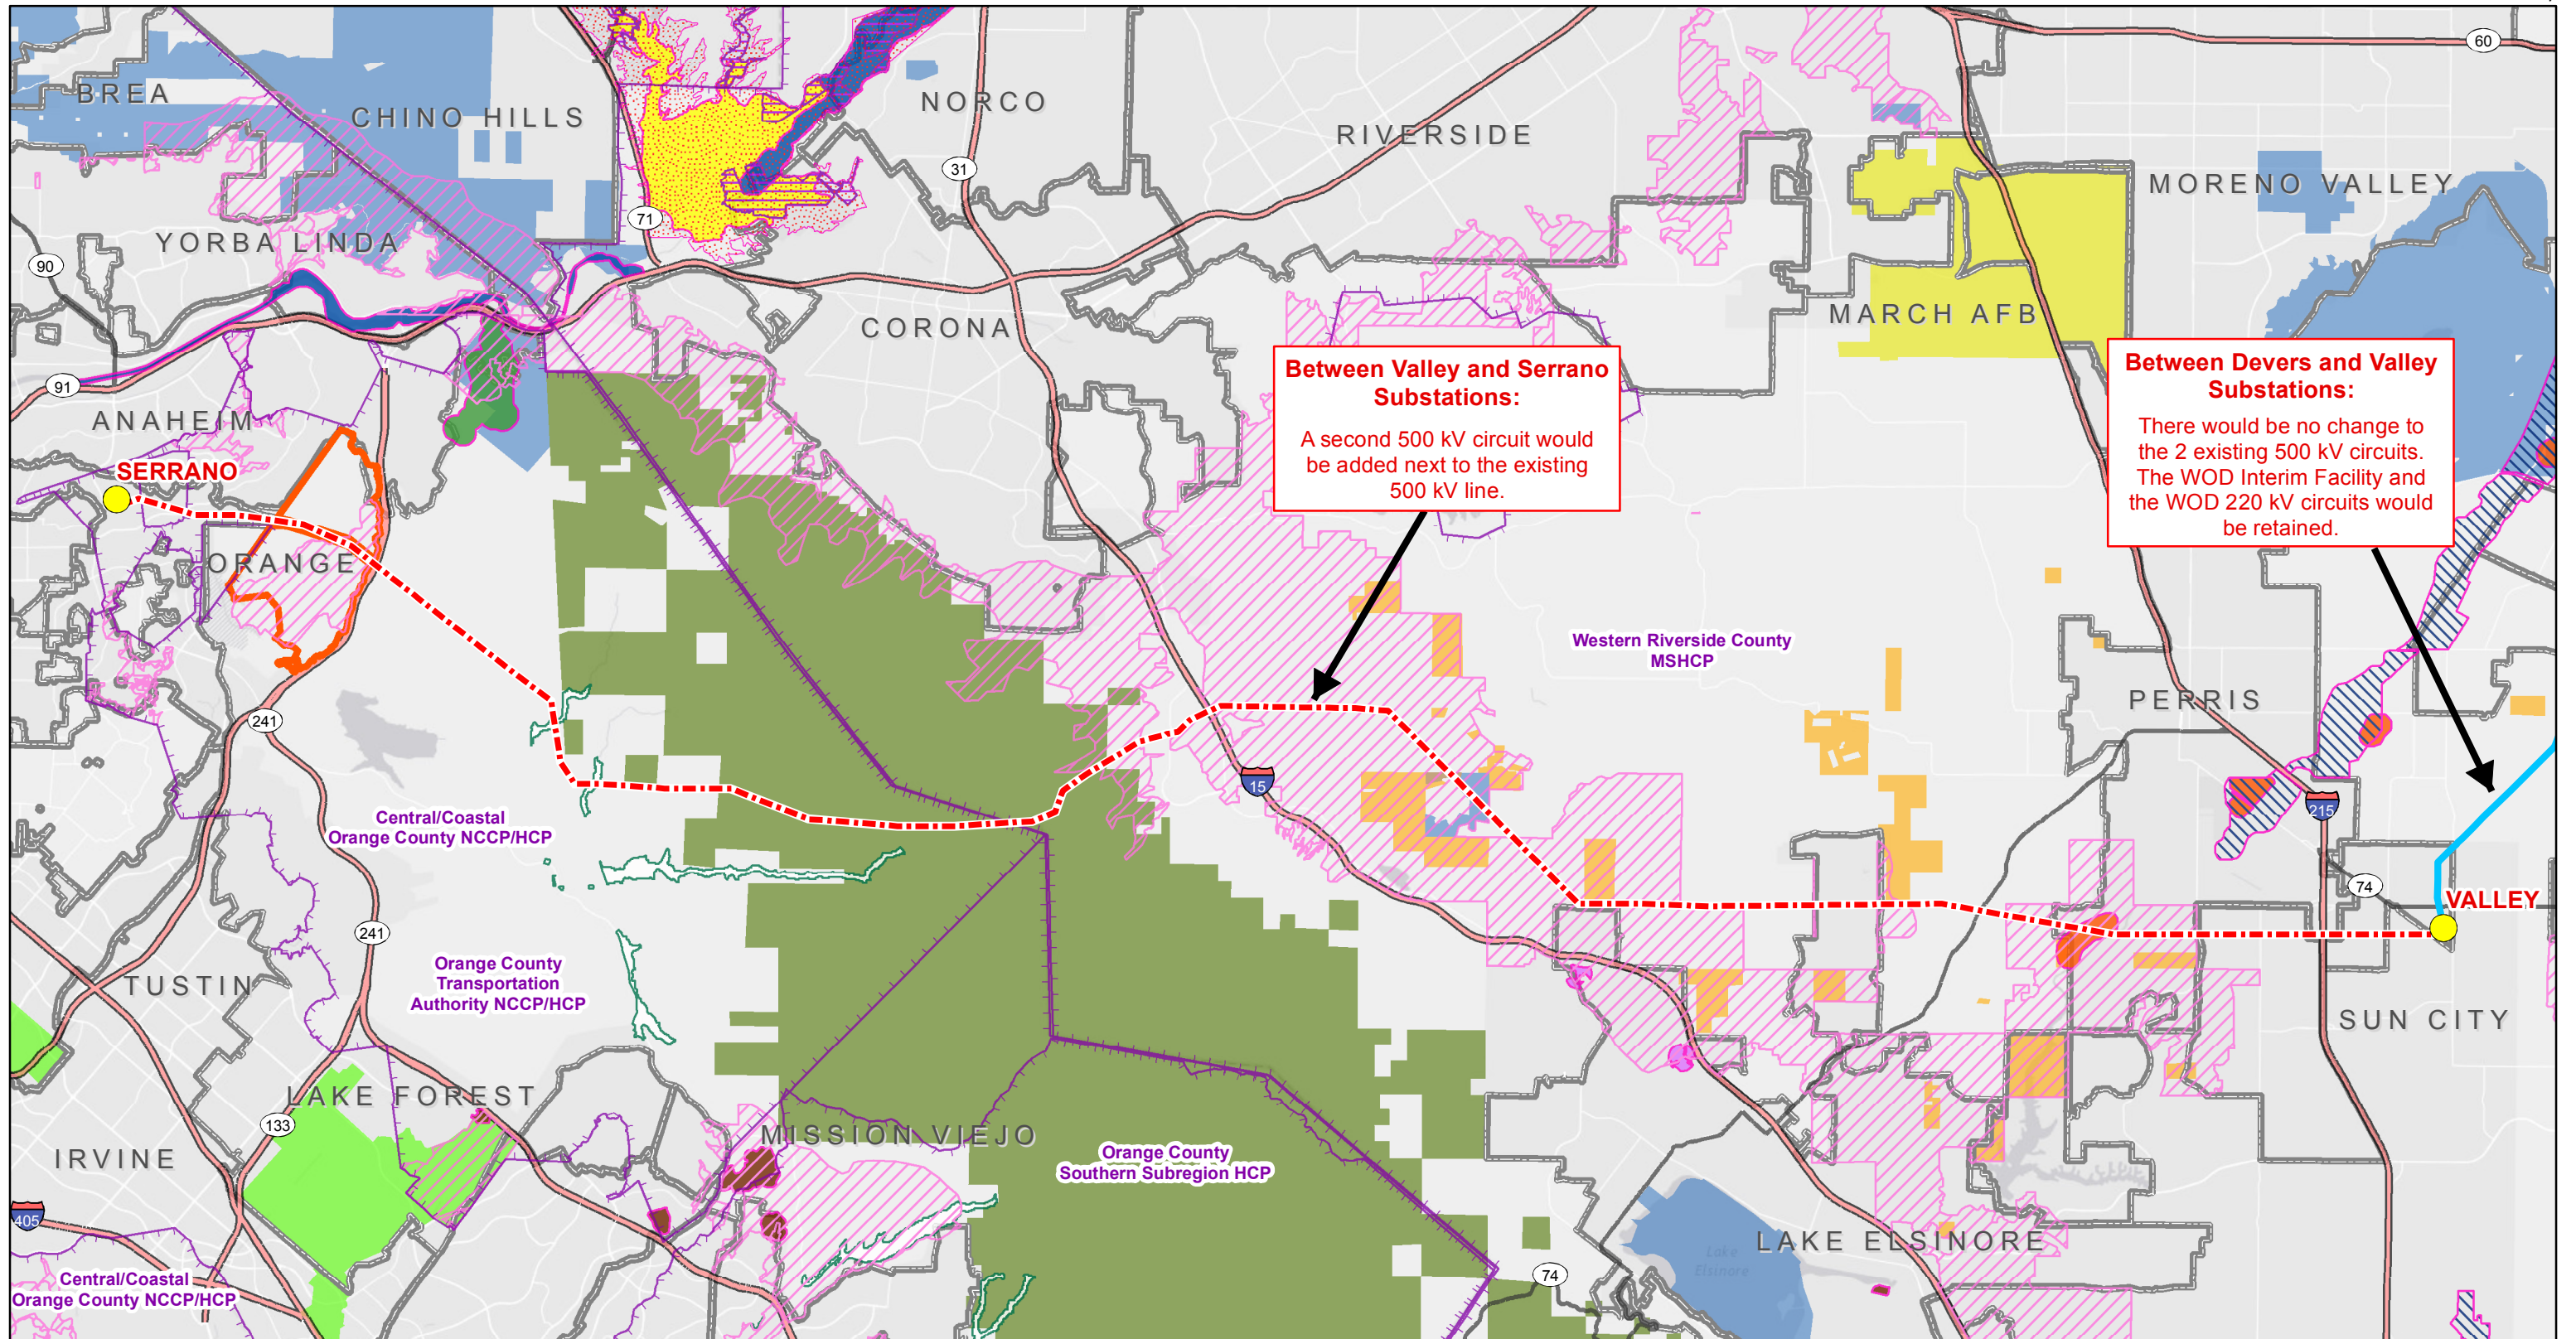 60
BREA
CHINO HILLS
NORCO
RIVERSIDE
31
MORENO VALLEY
71
YORBA LINDA
90
MARCH AFB
CORONA
91
ANAHEIM
Between Valley and Serrano
Substations:
A second 500 kV circuit would
be added next to the existing
500 kV line.
Between Devers and Valley
Substations:
There would be no change to
the 2 existing 500 kV circuits.
The WOD Interim Facility and
the WOD 220 kV circuits would
be retained.
SERRANO
ORANGE
Western Riverside County
MSHCP
PERRIS
241
15
215
Central/Coastal
Orange County NCCP/HCP
74
VALLEY
241
Orange County
Transportation
Authority NCCP/HCP
TUSTIN
SUN CITY
LAKE FOREST
133
MISSION VIEJO
IRVINE
Orange County
Southern Subregion HCP
405
LAKE ELSINORE
Lake
Elsinore
74
Central/Coastal
Orange County NCCP/HCP